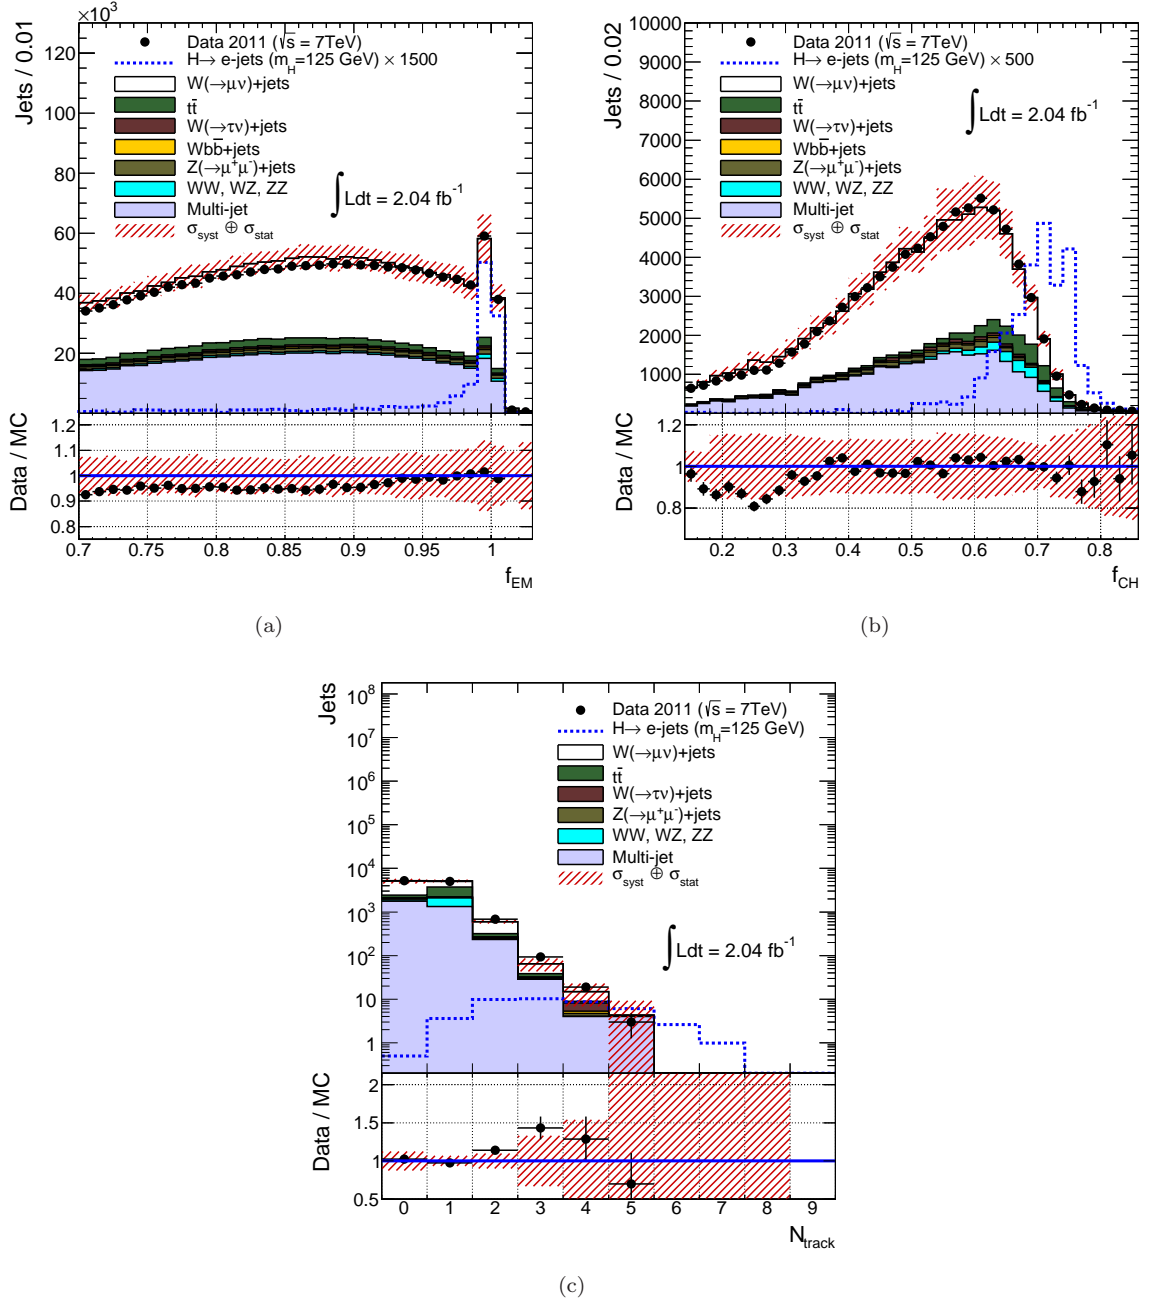 Jets / 0.01
×10³
120
100
80
60
40
20
Data 2011 (√s = 7TeV)
H→ e-jets (m_H=125 GeV) × 1500
W(→μν)+jets
tt̄
W(→τν)+jets
Wbb̄+jets
Z(→μ⁺μ⁻)+jets
WW, WZ, ZZ
Multi-jet
σ_syst ⊕ σ_stat
∫ Ldt = 2.04 fb⁻¹
Data / MC
1.2
1.1
1
0.9
0.8
0.7 0.75 0.8 0.85 0.9 0.95 1
f_EM
(a)
Jets / 0.02
10000
9000
8000
7000
6000
5000
4000
3000
2000
1000
Data 2011 (√s = 7TeV)
H→ e-jets (m_H=125 GeV) × 500
W(→μν)+jets
tt̄
W(→τν)+jets
Wbb̄+jets
Z(→μ⁺μ⁻)+jets
WW, WZ, ZZ
Multi-jet
σ_syst ⊕ σ_stat
∫ Ldt = 2.04 fb⁻¹
Data / MC
1.2
1
0.8
0.2 0.3 0.4 0.5 0.6 0.7 0.8
f_CH
(b)
Jets
10⁸
10⁷
10⁶
10⁵
10⁴
10³
10²
10
1
Data 2011 (√s = 7TeV)
H→ e-jets (m_H=125 GeV)
W(→μν)+jets
tt̄
W(→τν)+jets
Z(→μ⁺μ⁻)+jets
WW, WZ, ZZ
Multi-jet
σ_syst ⊕ σ_stat
∫ Ldt = 2.04 fb⁻¹
Data / MC
2
1.5
1
0.5
0 1 2 3 4 5 6 7 8 9
N_track
(c)